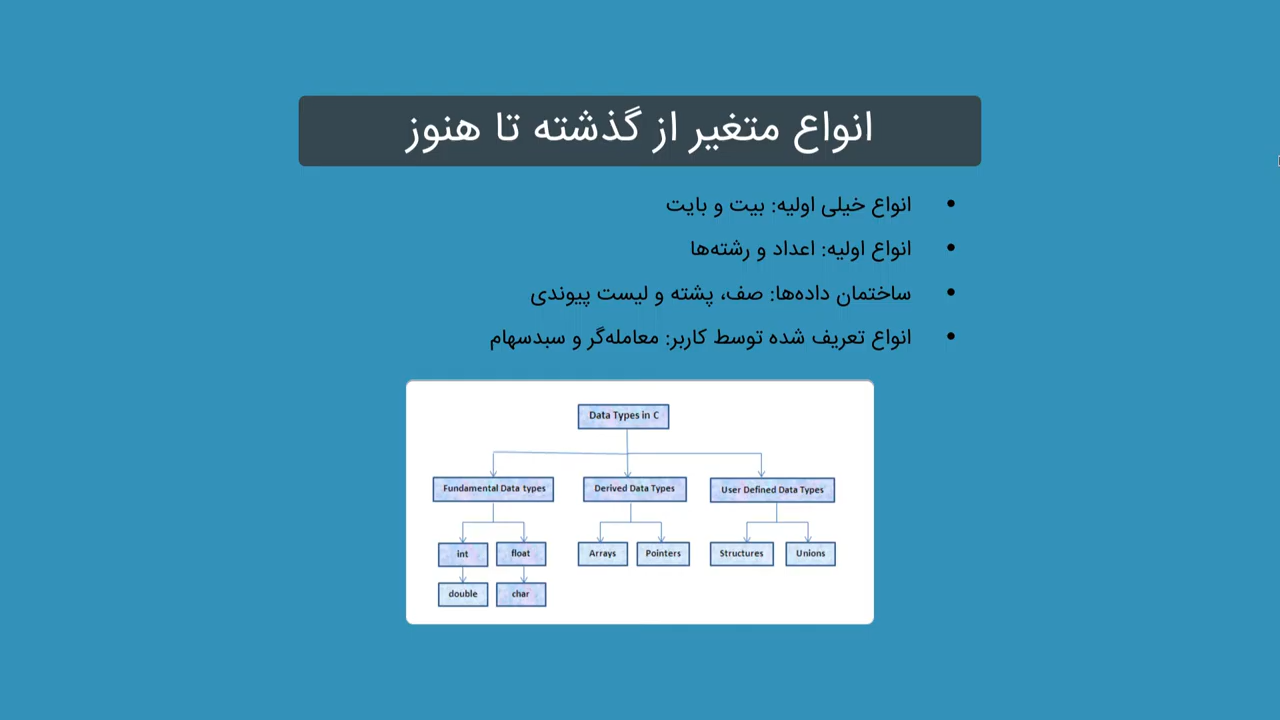 انواع متغیر از گذشته تا هنوز
• انواع خیلی اولیه: بیت و بایت
• انواع اولیه: اعداد و رشته‌ها
• ساختمان داده‌ها: صف، پشته و لیست پیوندی
• انواع تعریف شده توسط کاربر: معامله‌گر و سبدسهام
Data Types in C
Fundamental Data types Derived Data Types User Defined Data Types
int float Arrays Pointers Structures Unions
double char